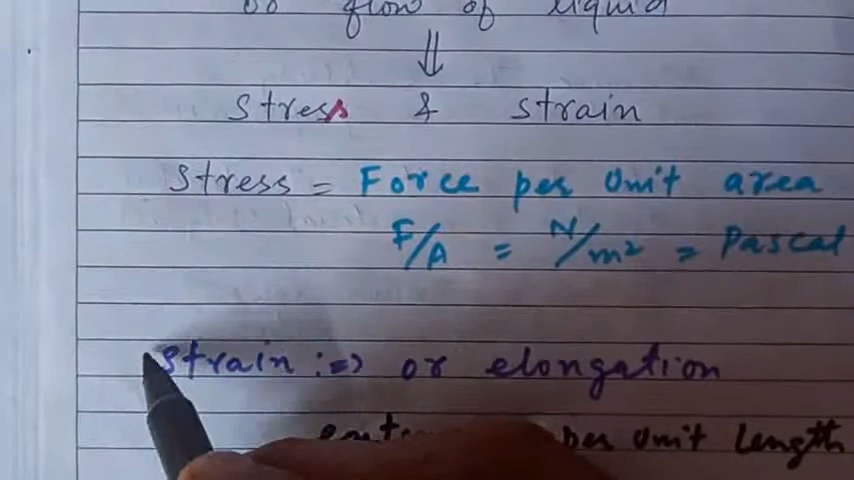 flow of liquid
⇓
Stress & strain
Stress = Force per Unit area
F/A = N/m² = Pascal
strain :=> or elongation
per Unit Length